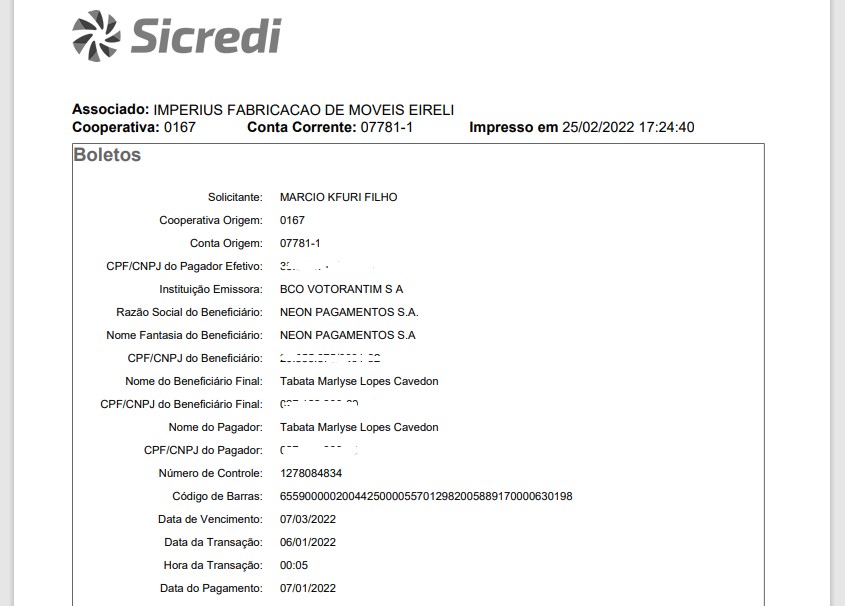 Sicredi
Associado: IMPERIUS FABRICACAO DE MOVEIS EIRELI
Cooperativa: 0167 Conta Corrente: 07781-1 Impresso em 25/02/2022 17:24:40
Boletos
Solicitante: MARCIO KFURI FILHO
Cooperativa Origem: 0167
Conta Origem: 07781-1
CPF/CNPJ do Pagador Efetivo:
Instituição Emissora: BCO VOTORANTIM S A
Razão Social do Beneficiário: NEON PAGAMENTOS S.A.
Nome Fantasia do Beneficiário: NEON PAGAMENTOS S.A
CPF/CNPJ do Beneficiário:
Nome do Beneficiário Final: Tabata Marlyse Lopes Cavedon
CPF/CNPJ do Beneficiário Final:
Nome do Pagador: Tabata Marlyse Lopes Cavedon
CPF/CNPJ do Pagador:
Número de Controle: 1278084834
Código de Barras: 65590000020044250000557012982005889170000630198
Data de Vencimento: 07/03/2022
Data da Transação: 06/01/2022
Hora da Transação: 00:05
Data do Pagamento: 07/01/2022